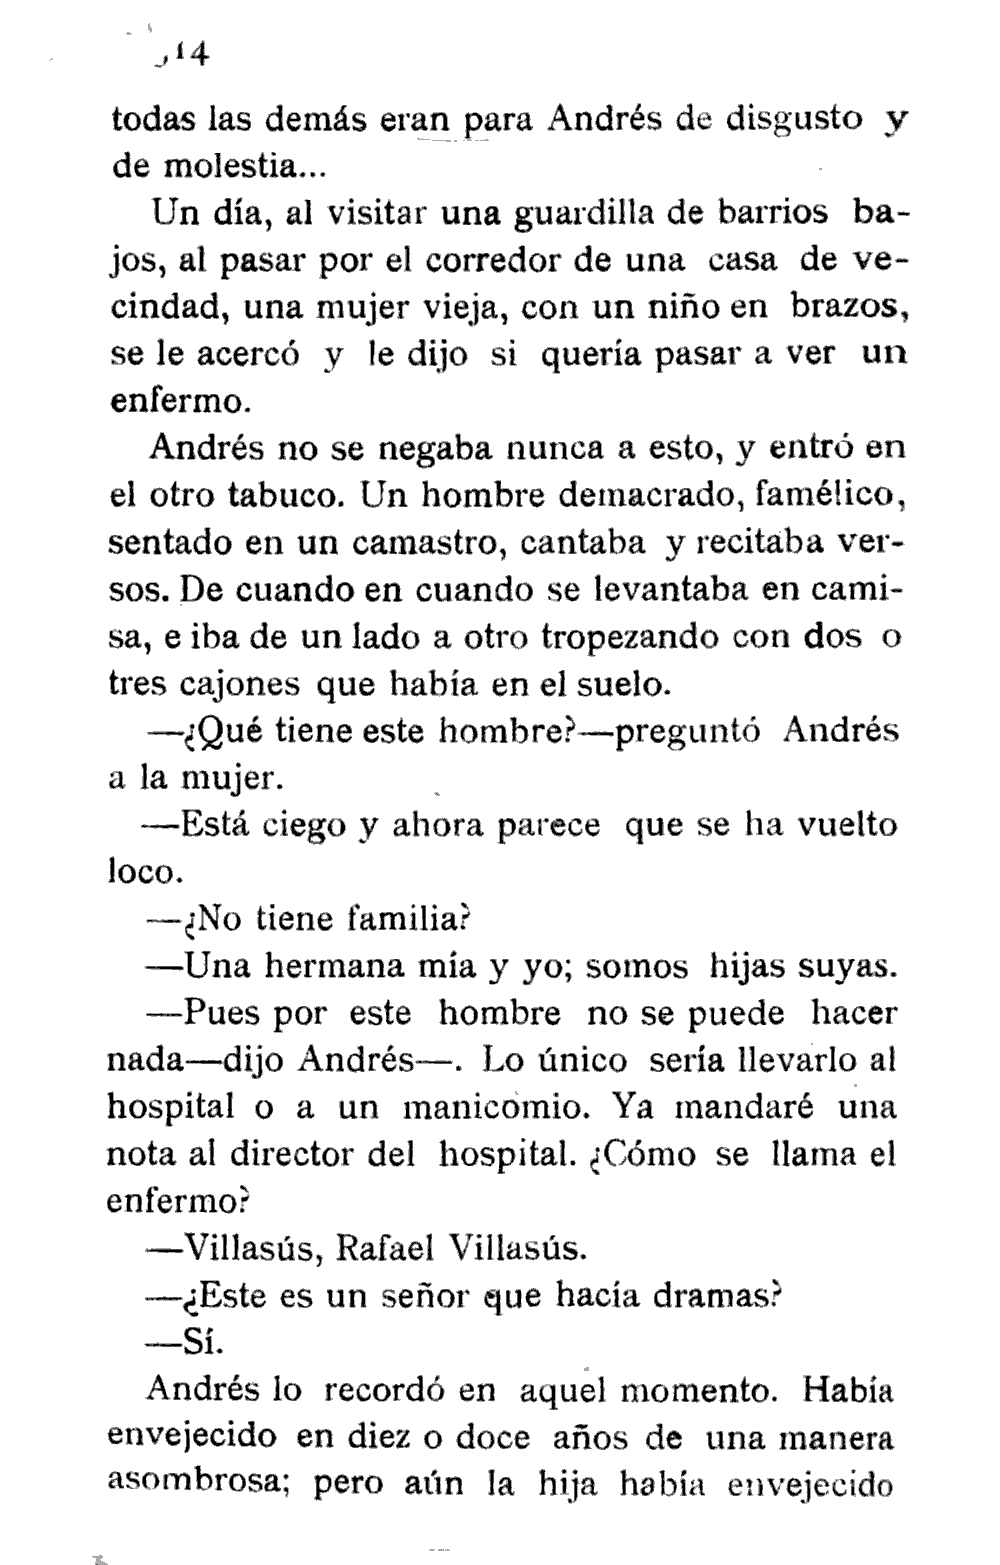 14
todas las demás eran para Andrés de disgusto y
de molestia...
Un día, al visitar una guardilla de barrios ba-
jos, al pasar por el corredor de una casa de ve-
cindad, una mujer vieja, con un niño en brazos,
se le acercó y le dijo si quería pasar a ver un
enfermo.
Andrés no se negaba nunca a esto, y entró en
el otro tabuco. Un hombre demacrado, famélico,
sentado en un camastro, cantaba y recitaba ver-
sos. De cuando en cuando se levantaba en cami-
sa, e iba de un lado a otro tropezando con dos o
tres cajones que había en el suelo.
—¿Qué tiene este hombre?—preguntó Andrés
a la mujer.
—Está ciego y ahora parece que se ha vuelto
loco.
—¿No tiene familia?
—Una hermana mía y yo; somos hijas suyas.
—Pues por este hombre no se puede hacer
nada—dijo Andrés—. Lo único sería llevarlo al
hospital o a un manicomio. Ya mandaré una
nota al director del hospital. ¿Cómo se llama el
enfermo?
—Villasús, Rafael Villasús.
—¿Este es un señor que hacía dramas?
—Sí.
Andrés lo recordó en aquel momento. Había
envejecido en diez o doce años de una manera
asombrosa; pero aún la hija había envejecido